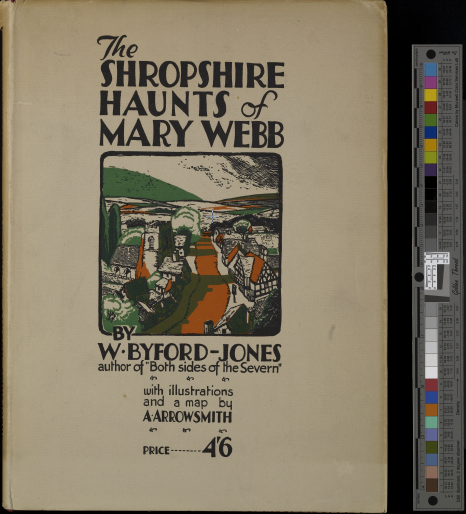 The
SHROPSHIRE
HAUNTS of
MARY WEBB
BY
W·BYFORD-JONES
author of "Both sides of the Severn"
with illustrations
and a map by
A·ARROWSMITH
PRICE------- 4'6